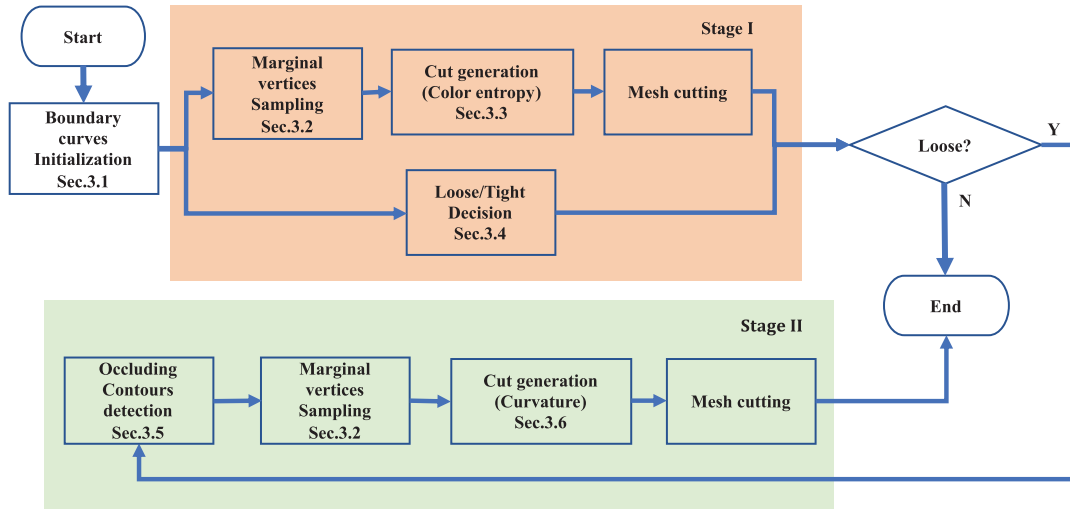 Start
Boundary
curves
Initialization
Sec.3.1
Stage I
Marginal
vertices
Sampling
Sec.3.2
Cut generation
(Color entropy)
Sec.3.3
Mesh cutting
Loose/Tight
Decision
Sec.3.4
Loose?
Y
N
End
Stage II
Occluding
Contours
detection
Sec.3.5
Marginal
vertices
Sampling
Sec.3.2
Cut generation
(Curvature)
Sec.3.6
Mesh cutting